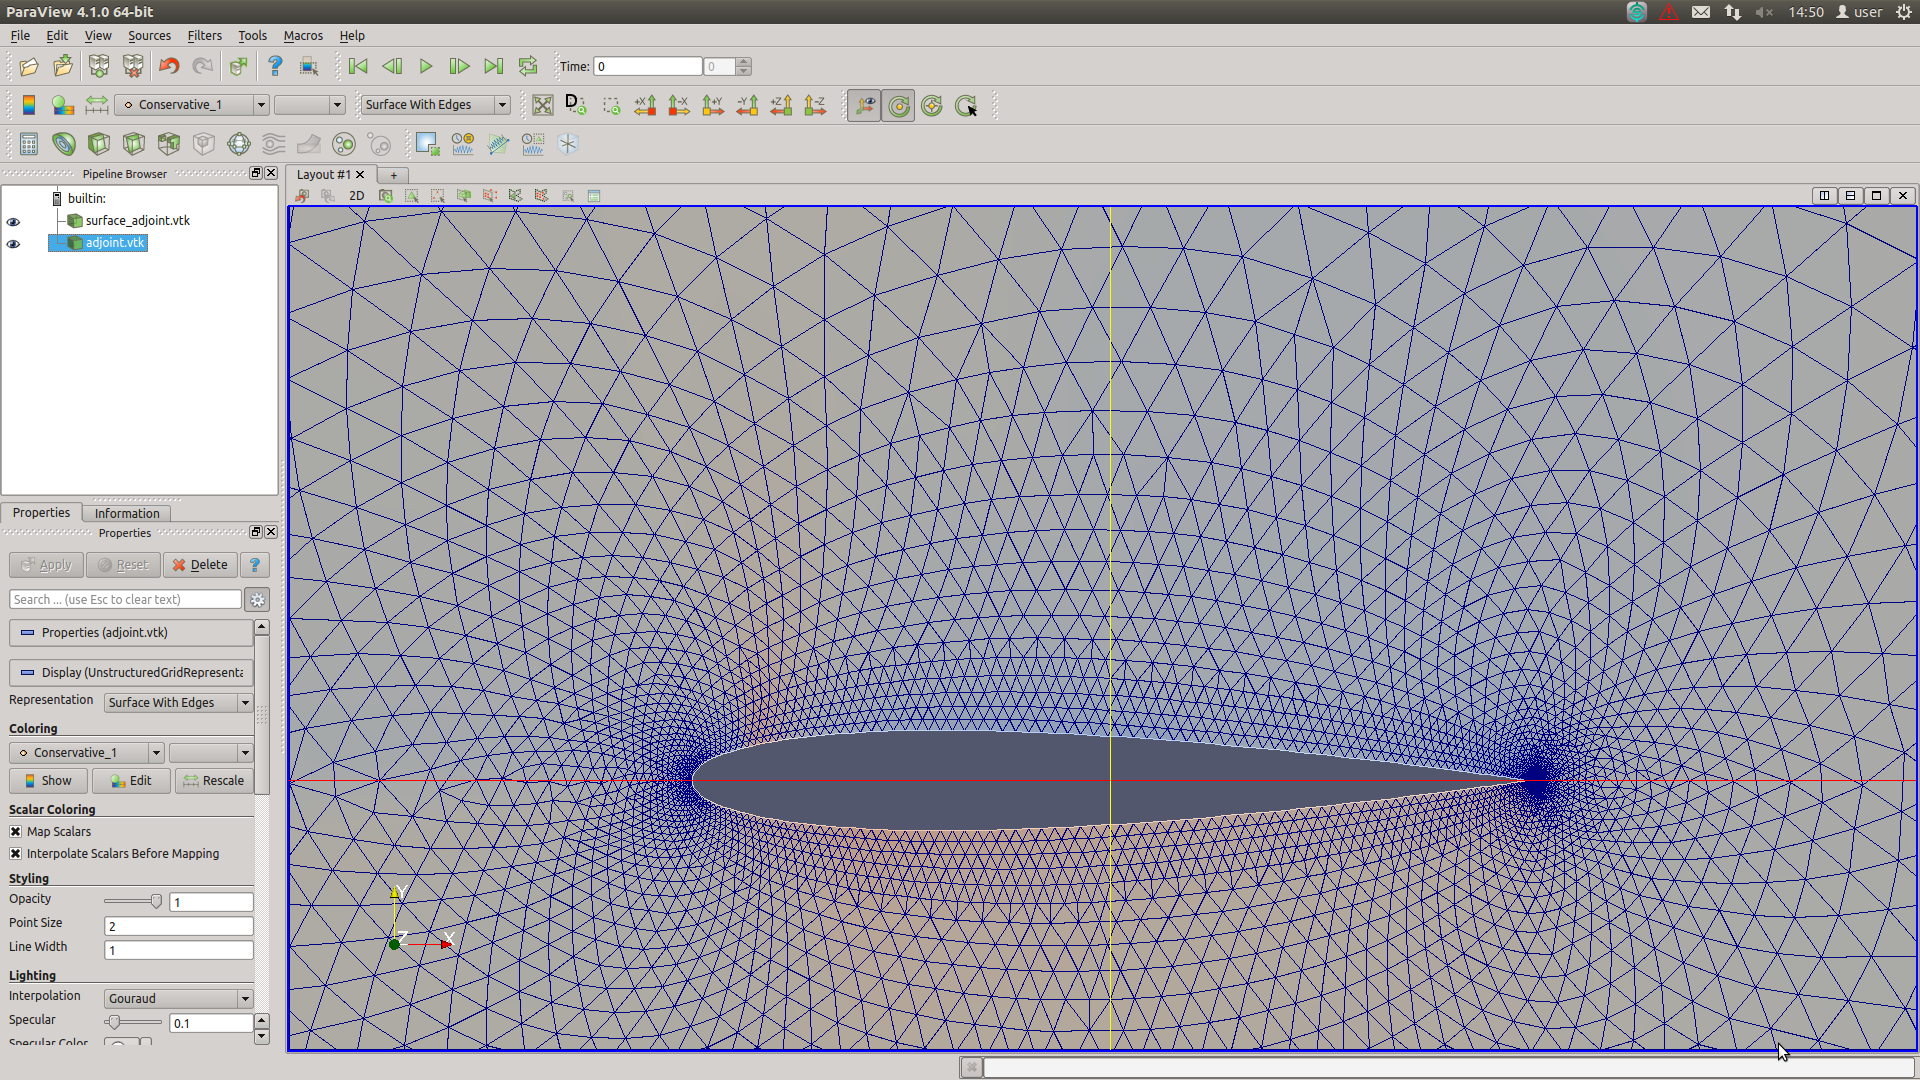 ParaView 4.1.0 64-bit
14:50 user
File Edit View Sources Filters Tools Macros Help
Time: 0 0
Conservative_1 Surface With Edges D +X -X +Y -Y +Z -Z
Pipeline Browser
Layout #1 +
2D
builtin:
surface_adjoint.vtk
adjoint.vtk
Properties Information
Properties
Apply Reset Delete ?
Search ... (use Esc to clear text)
Properties (adjoint.vtk)
Display (UnstructuredGridRepresenta
Representation Surface With Edges
Coloring
Conservative_1
Show Edit Rescale
Scalar Coloring
Map Scalars
Interpolate Scalars Before Mapping
Styling
Opacity 1
Point Size 2
Line Width 1
Lighting
Interpolation Gouraud
Specular 0.1
Specular Color
Y
Z X